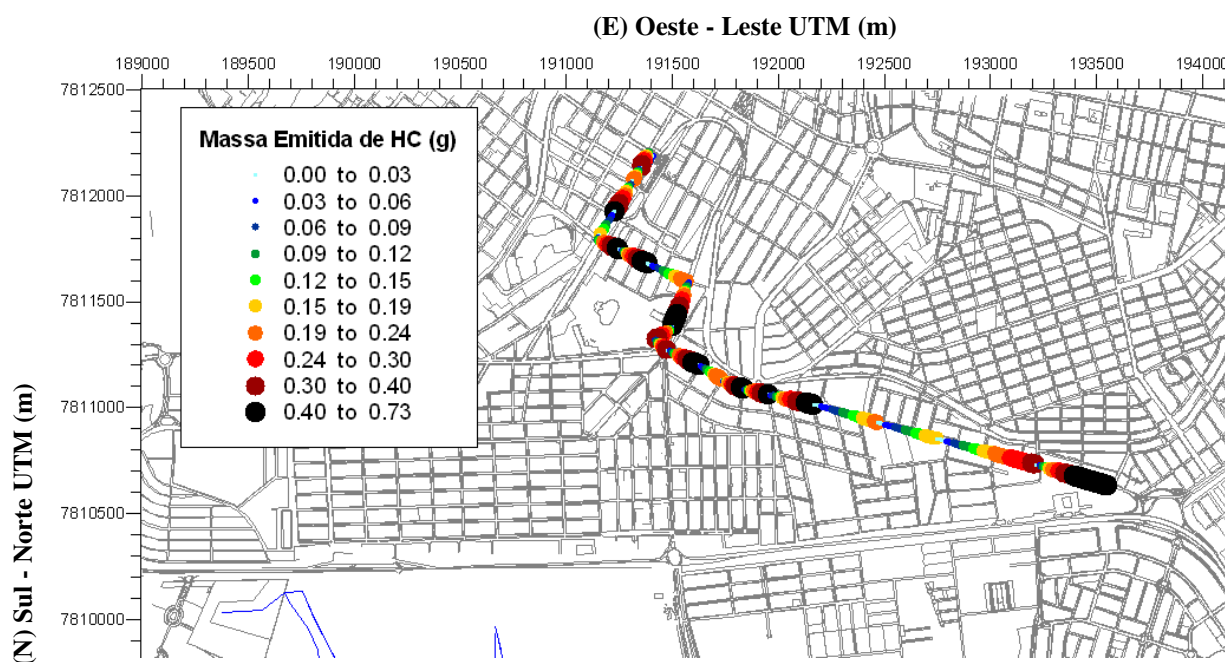 (E) Oeste - Leste UTM (m)
189000 189500 190000 190500 191000 191500 192000 192500 193000 193500 194000
7812500
Massa Emitida de HC (g)
0.00 to 0.03
7812000
0.03 to 0.06
0.06 to 0.09
0.09 to 0.12
0.12 to 0.15
7811500
0.15 to 0.19
0.19 to 0.24
0.24 to 0.30
0.30 to 0.40
7811000
0.40 to 0.73
7810500
7810000
(N) Sul - Norte UTM (m)